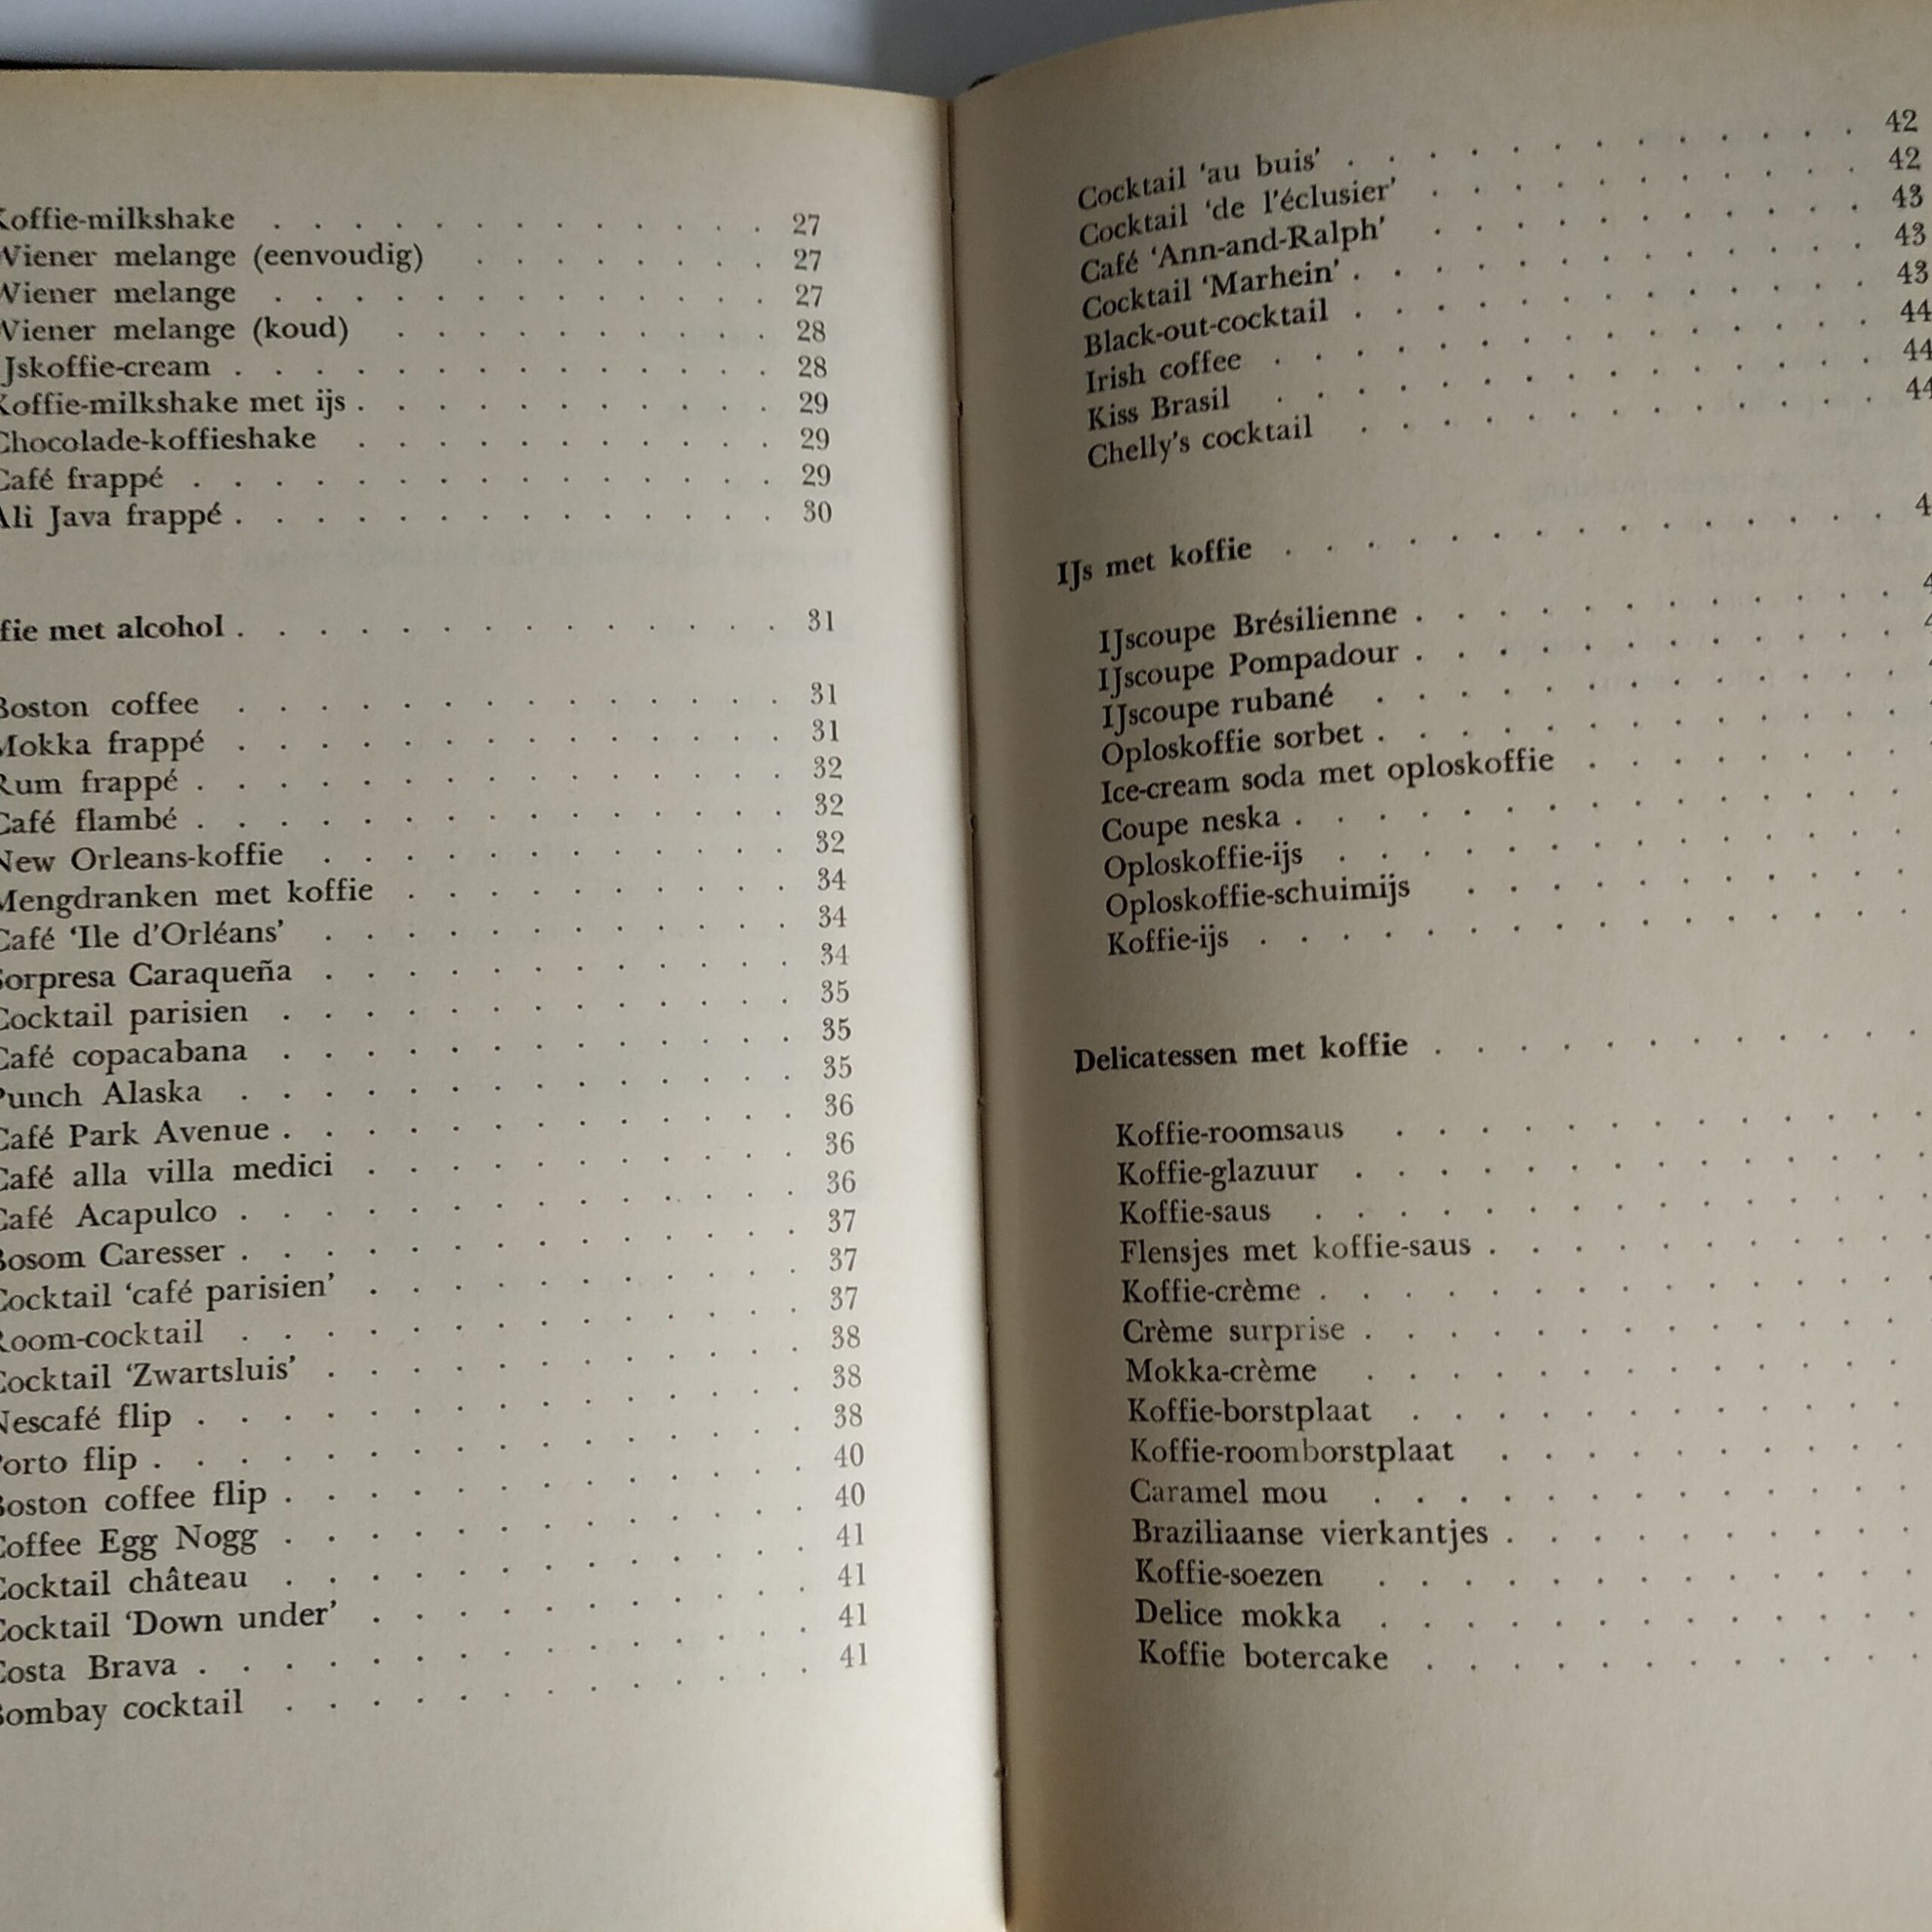 Koffie-milkshake 27
Wiener melange (eenvoudig) 27
Wiener melange 27
Wiener melange (koud) 28
IJskoffie-cream 28
Koffie-milkshake met ijs 29
Chocolade-koffieshake 29
Café frappé 29
Ali Java frappé 30
fie met alcohol 31
Boston coffee 31
Mokka frappé 31
Rum frappé 32
Café flambé 32
New Orleans-koffie 32
Mengdranken met koffie 34
Café ‘Ile d’Orléans’ 34
Sorpresa Caraqueña 34
Cocktail parisien 35
Café copacabana 35
Punch Alaska 35
Café Park Avenue 36
Café alla villa medici 36
Café Acapulco 36
Bosom Caresser 37
Cocktail ‘café parisien’ 37
Room-cocktail 37
Cocktail ‘Zwartsluis’ 38
Nescafé flip 38
Porto flip 38
Boston coffee flip 40
Coffee Egg Nogg 40
Cocktail château 41
Cocktail ‘Down under’ 41
Costa Brava 41
Bombay cocktail 41
Cocktail ‘au buis’ 42
Cocktail ‘de l’éclusier’ 42
Café ‘Ann-and-Ralph’ 43
Cocktail ‘Marhein’ 43
Black-out-cocktail 43
Irish coffee 44
Kiss Brasil 44
Chelly’s cocktail 44
IJs met koffie
IJscoupe Brésilienne
IJscoupe Pompadour
IJscoupe rubané
Oploskoffie sorbet
Ice-cream soda met oploskoffie
Coupe neska
Oploskoffie-ijs
Oploskoffie-schuimijs
Koffie-ijs
Delicatessen met koffie
Koffie-roomsaus
Koffie-glazuur
Koffie-saus
Flensjes met koffie-saus
Koffie-crème
Crème surprise
Mokka-crème
Koffie-borstplaat
Koffie-roomborstplaat
Caramel mou
Braziliaanse vierkantjes
Koffie-soezen
Delice mokka
Koffie botercake